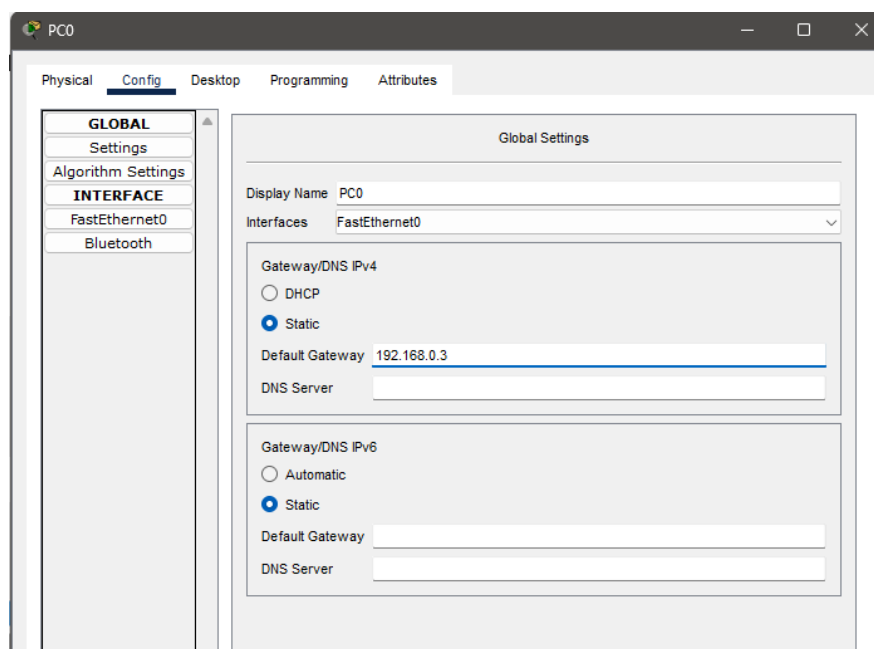 PC0
Physical Config Desktop Programming Attributes
GLOBAL
Settings
Algorithm Settings
INTERFACE
FastEthernet0
Bluetooth
Global Settings
Display Name PC0
Interfaces FastEthernet0
Gateway/DNS IPv4
DHCP
Static
Default Gateway 192.168.0.3
DNS Server
Gateway/DNS IPv6
Automatic
Static
Default Gateway
DNS Server